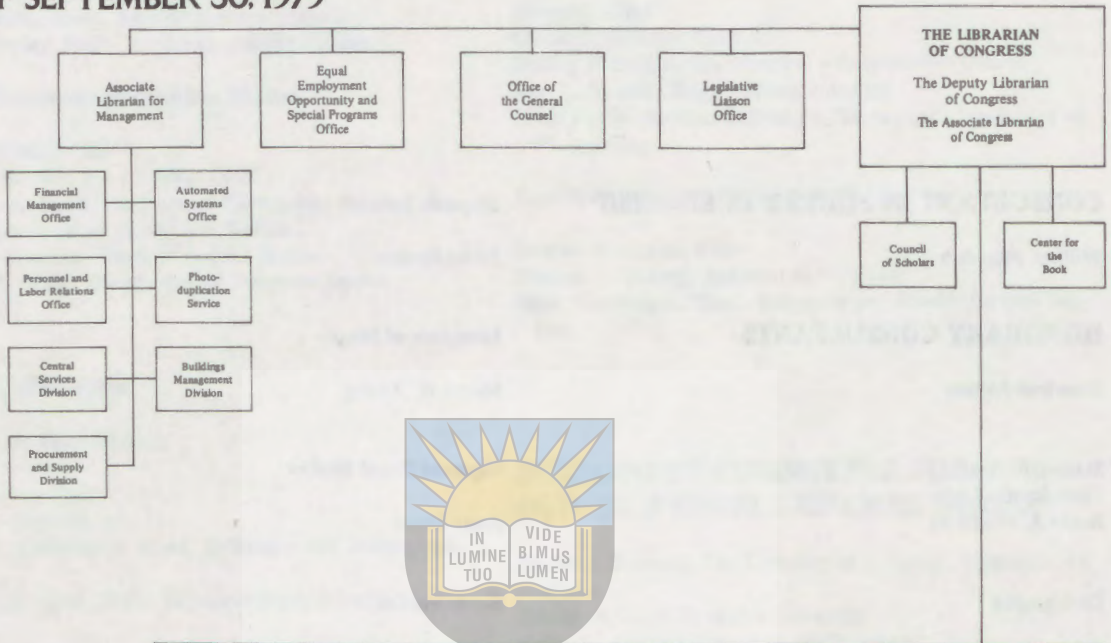 SEPTEMBER 30, 1979
THE LIBRARIAN
OF CONGRESS
The Deputy Librarian
of Congress
The Associate Librarian
of Congress
Associate
Librarian for
Management
Equal
Employment
Opportunity and
Special Programs
Office
Office of
the General
Counsel
Legislative
Liaison
Office
Financial
Management
Office
Automated
Systems
Office
Personnel and
Labor Relations
Office
Photo-
duplication
Service
Central
Services
Division
Buildings
Management
Division
Procurement
and Supply
Division
Council
of Scholars
Center for
the
Book
IN
LUMINE
TUO
VIDE
BIMUS
LUMEN